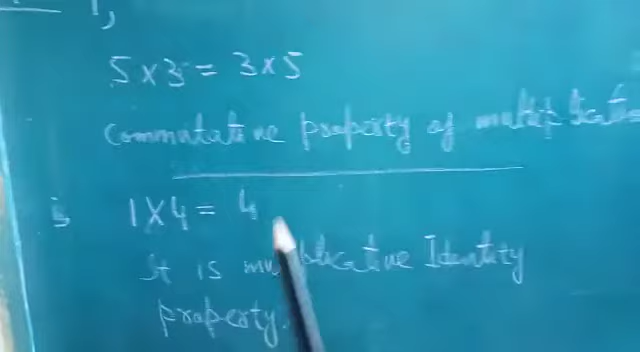 5×3 = 3×5
commutative property of
1×4 = 4
It is Identity
property.